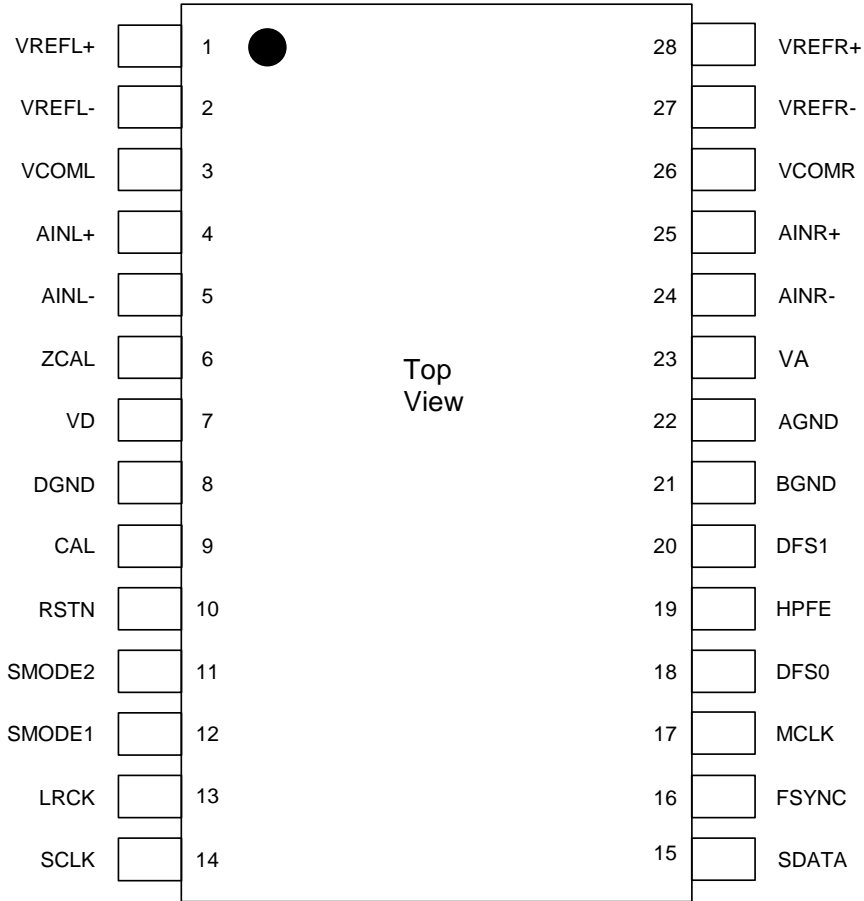 VREFL+ 1 28 VREFR+
VREFL- 2 27 VREFR-
VCOML 3 26 VCOMR
AINL+ 4 25 AINR+
AINL- 5 24 AINR-
ZCAL 6 23 VA
Top
View
VD 7 22 AGND
DGND 8 21 BGND
CAL 9 20 DFS1
RSTN 10 19 HPFE
SMODE2 11 18 DFS0
SMODE1 12 17 MCLK
LRCK 13 16 FSYNC
SCLK 14 15 SDATA